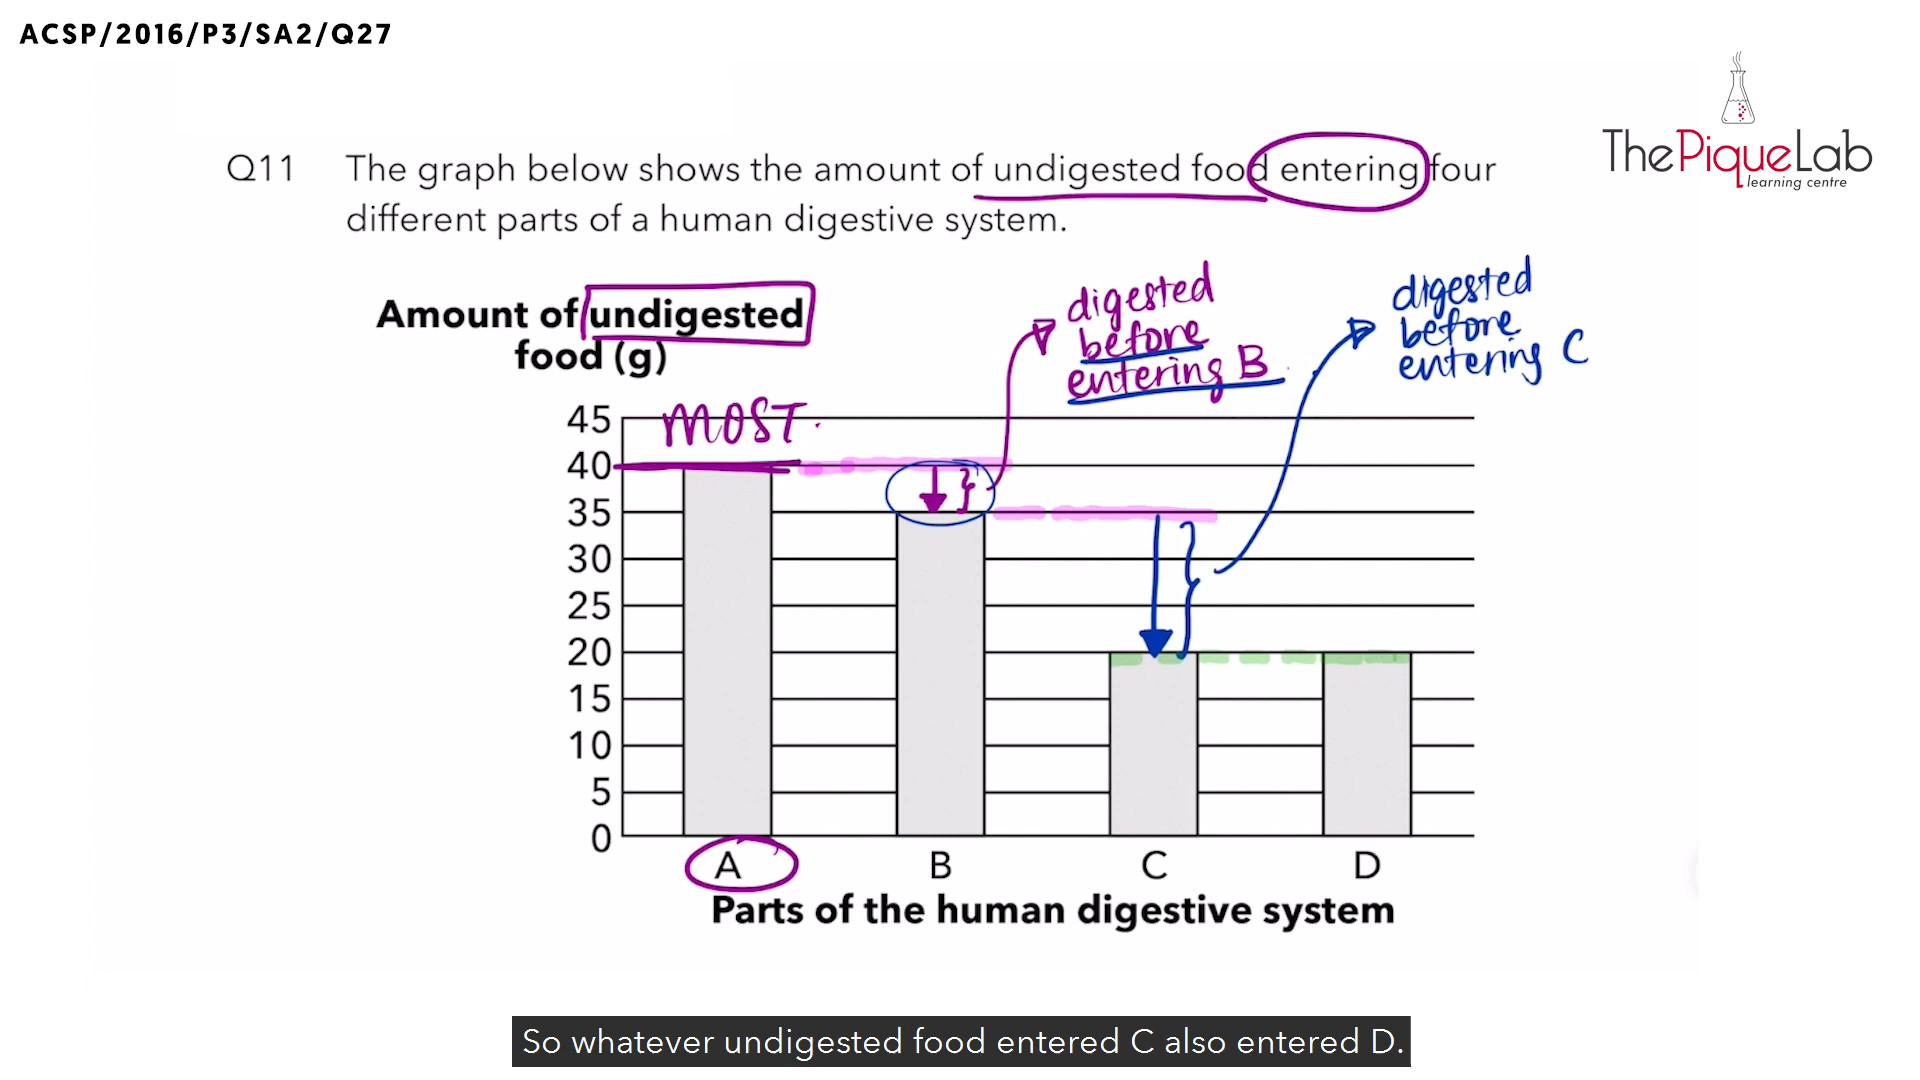 ACSP/2016/P3/SA2/Q27
ThePiqueLab
learning centre
Q11 The graph below shows the amount of undigested food entering four
different parts of a human digestive system.
Amount of undigested
food (g)
digested
before
entering B
digested
before
entering C
MOST.
45
40
35
30
25
20
15
10
5
0
A B C D
Parts of the human digestive system
So whatever undigested food entered C also entered D.